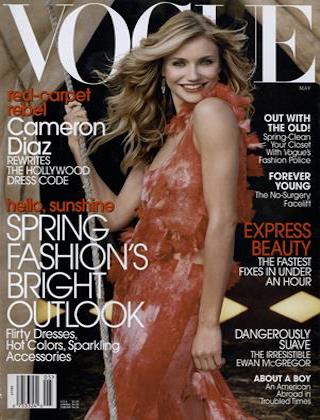 VOGUE
MAY
red-carpet
rebel
Cameron
Diaz
REWRITES
THE HOLLYWOOD
DRESS CODE
hello, sunshine
SPRING
FASHION'S
BRIGHT
OUTLOOK
Flirty Dresses,
Hot Colors, Sparkling
Accessories
OUT WITH
THE OLD!
Spring-Clean
Your Closet
With Vogue's
Fashion Police
FOREVER
YOUNG
The No-Surgery
Facelift
EXPRESS
BEAUTY
THE FASTEST
FIXES IN UNDER
AN HOUR
DANGEROUSLY
SUAVE
THE IRRESISTIBLE
EWAN McGREGOR
ABOUT A BOY
An American
Abroad in
Troubled Times